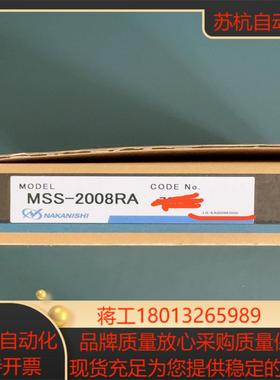 苏杭自动
MODEL
CODE No.
MSS-2008RA
NAKANISHI
蒋工18013265989
自动化 品牌质量放心采购质量保
开票 现货充足为您提供稳定